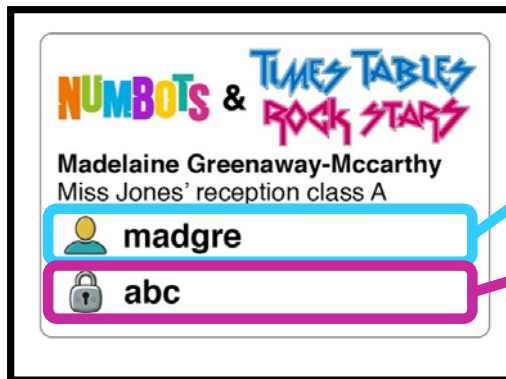 NUMBOTS & TIMES TABLES ROCK STARS
Madelaine Greenaway-Mccarthy
Miss Jones' reception class A
madgre
abc